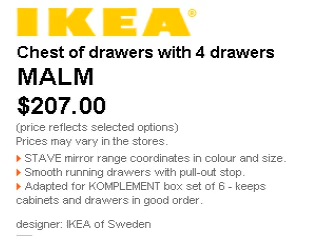 IKEA®
Chest of drawers with 4 drawers
MALM
$207.00
(price reflects selected options)
Prices may vary in the stores.
STAVE mirror range coordinates in colour and size.
Smooth running drawers with pull-out stop.
Adapted for KOMPLEMENT box set of 6 - keeps
cabinets and drawers in good order.
designer: IKEA of Sweden